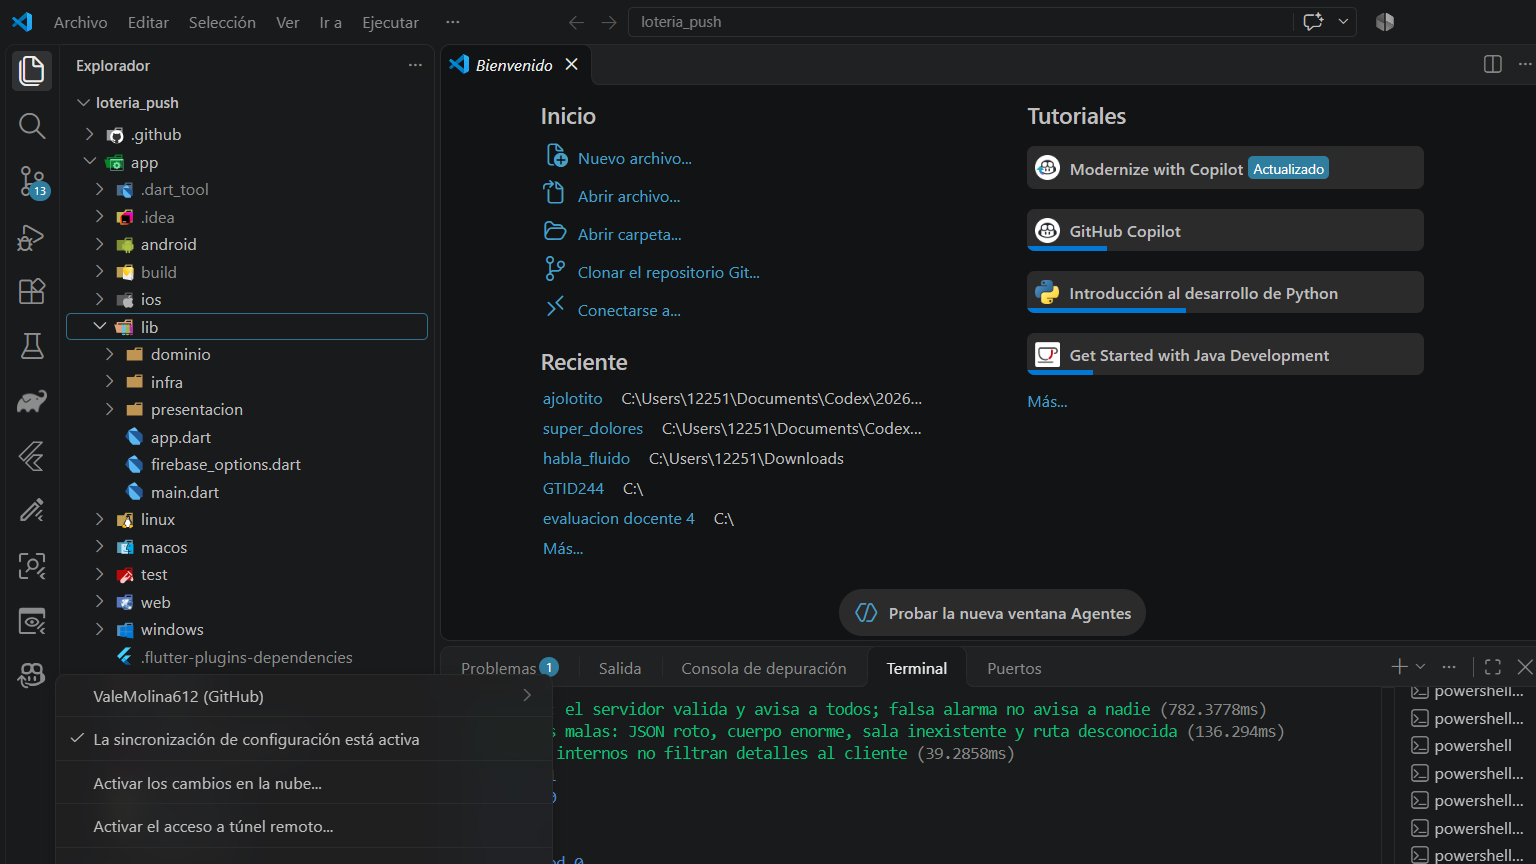 Archivo Editar Selección Ver Ir a Ejecutar ···
loteria_push
Explorador
loteria_push
.github
app
.dart_tool
.idea
android
build
ios
lib
dominio
infra
presentacion
app.dart
firebase_options.dart
main.dart
linux
macos
test
web
windows
.flutter-plugins-dependencies
13
ValeMolina612 (GitHub)
La sincronización de configuración está activa
Activar los cambios en la nube...
Activar el acceso a túnel remoto...
Bienvenido
Inicio
Nuevo archivo...
Abrir archivo...
Abrir carpeta...
Clonar el repositorio Git...
Conectarse a...
Reciente
ajolotito C:\Users\12251\Documents\Codex\2026...
super_dolores C:\Users\12251\Documents\Codex...
habla_fluido C:\Users\12251\Downloads
GTID244 C:\
evaluacion docente 4 C:\
Más...
Tutoriales
Modernize with Copilot Actualizado
GitHub Copilot
Introducción al desarrollo de Python
Get Started with Java Development
Más...
Probar la nueva ventana Agentes
Problemas 1 Salida Consola de depuración Terminal Puertos
el servidor valida y avisa a todos; falsa alarma no avisa a nadie (782.3778ms)
s malas: JSON roto, cuerpo enorme, sala inexistente y ruta desconocida (136.294ms)
internos no filtran detalles al cliente (39.2858ms)
powershell...
powershell...
powershell
powershell...
powershell...
powershell...
powershell...